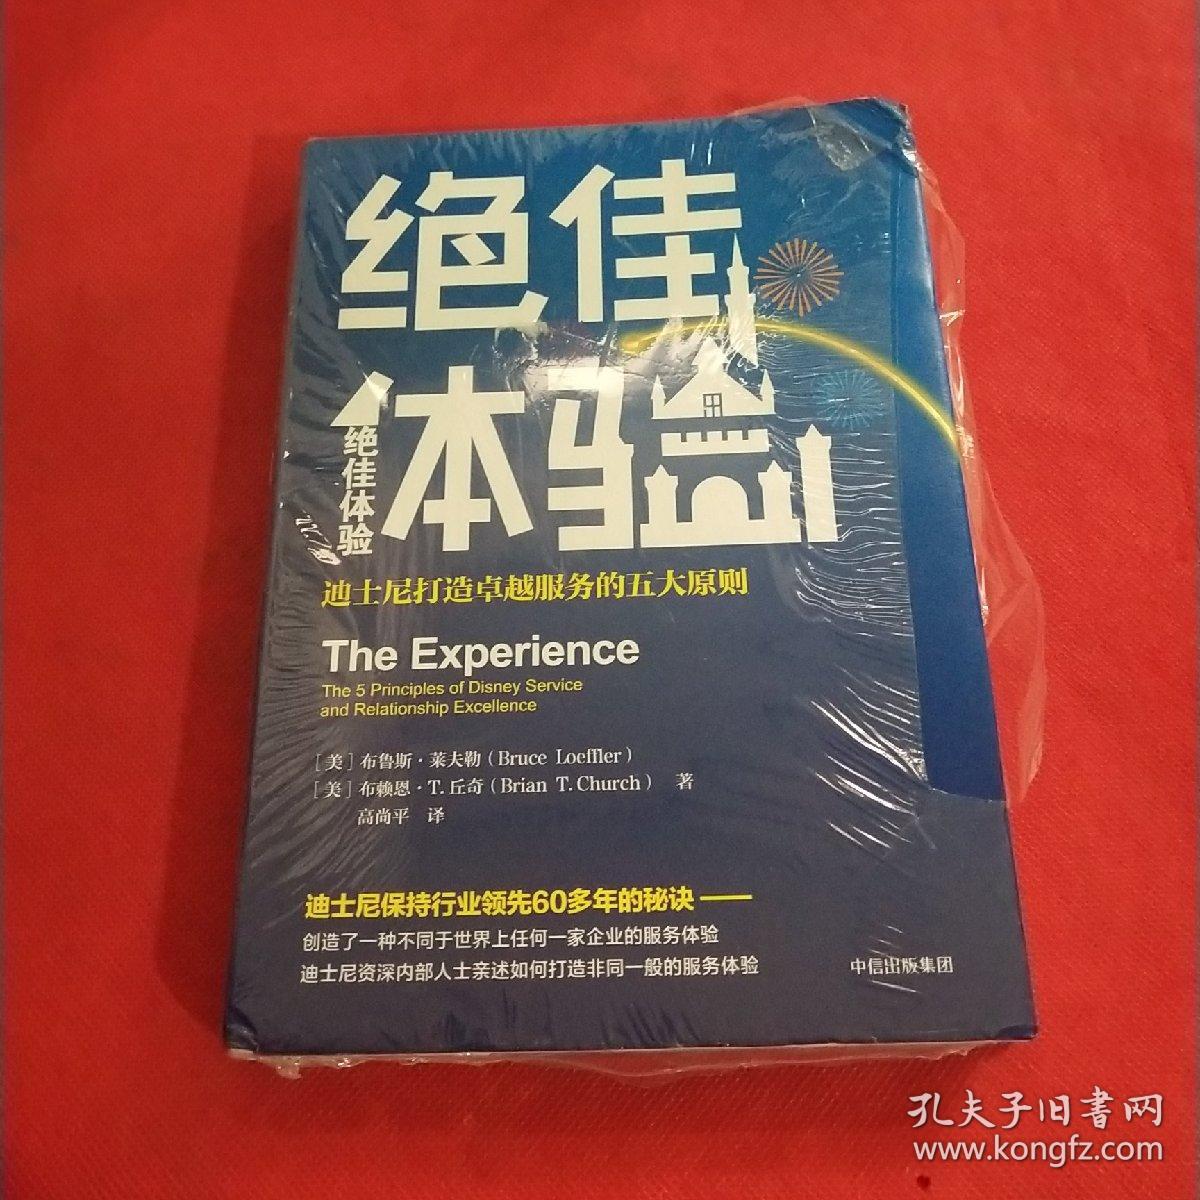 绝佳
体验
绝佳体验
迪士尼打造卓越服务的五大原则
The Experience
The 5 Principles of Disney Service
and Relationship Excellence
［美］布鲁斯·莱夫勒（Bruce Loeffler）
［美］布赖恩·T.丘奇（Brian T.Church） 著
高尚平 译
迪士尼保持行业领先60多年的秘诀——
创造了一种不同于世界上任何一家企业的服务体验
迪士尼资深内部人士亲述如何打造非同一般的服务体验
中信出版集团
孔夫子旧書网
www.kongfz.com